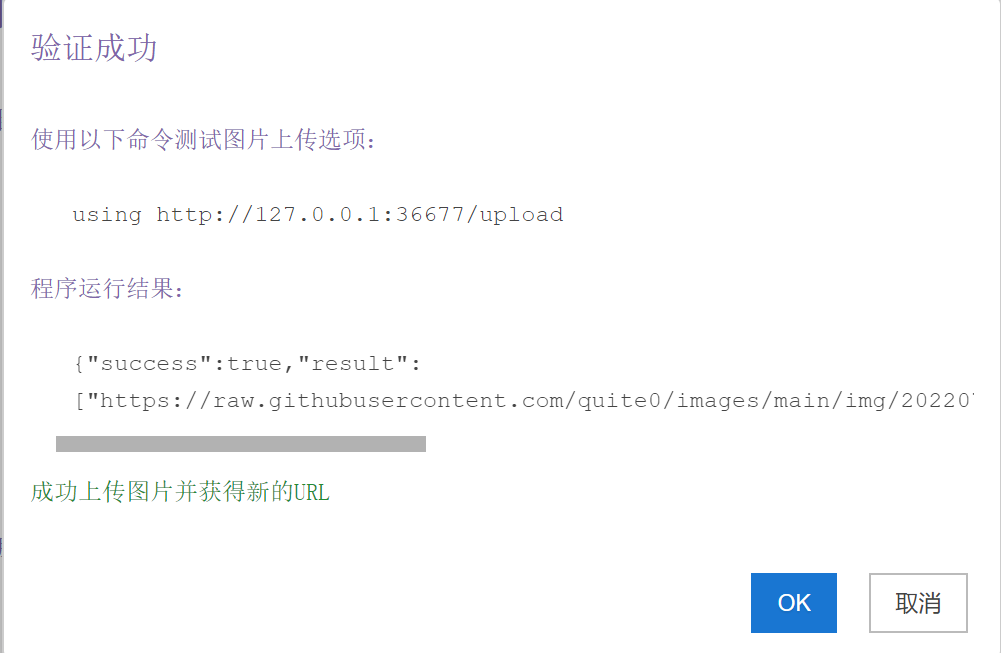 验证成功
使用以下命令测试图片上传选项:
using http://127.0.0.1:36677/upload
程序运行结果:
{"success":true,"result":
["https://raw.githubusercontent.com/quite0/images/main/img/20220
成功上传图片并获得新的URL
OK
取消